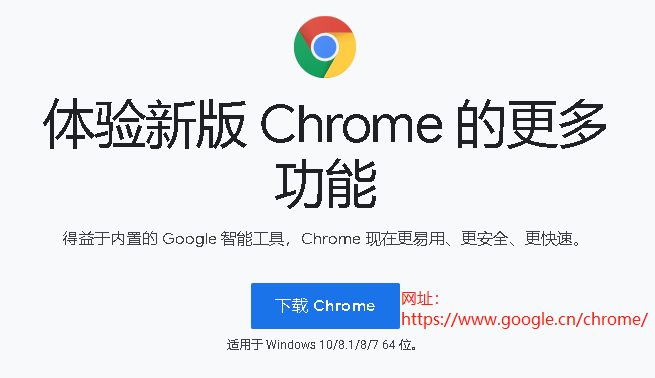 体验新版 Chrome 的更多
功能
得益于内置的 Google 智能工具，Chrome 现在更易用、更安全、更快速。
下载 Chrome
网址：
https://www.google.cn/chrome/
适用于 Windows 10/8.1/8/7 64 位。